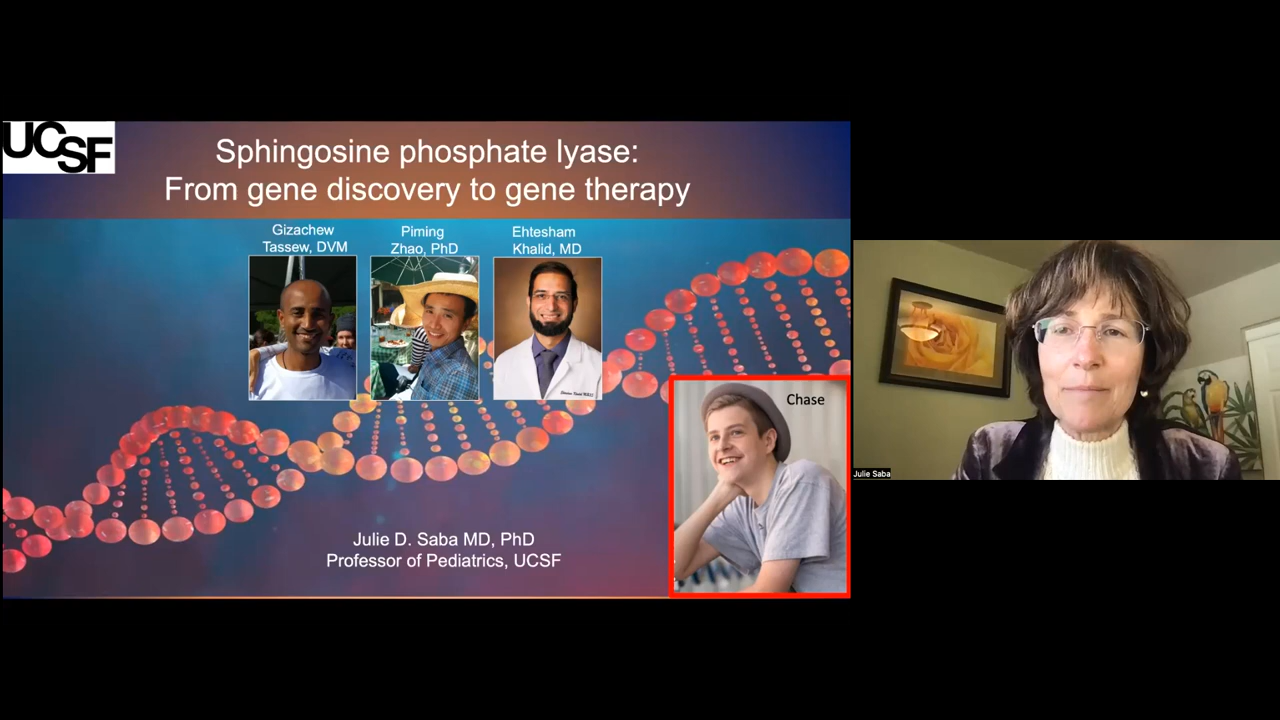 UCSF
Sphingosine phosphate lyase:
From gene discovery to gene therapy
Gizachew
Tassew, DVM
Piming
Zhao, PhD
Ehtesham
Khalid, MD
Chase
Julie D. Saba MD, PhD
Professor of Pediatrics, UCSF
Julie Saba